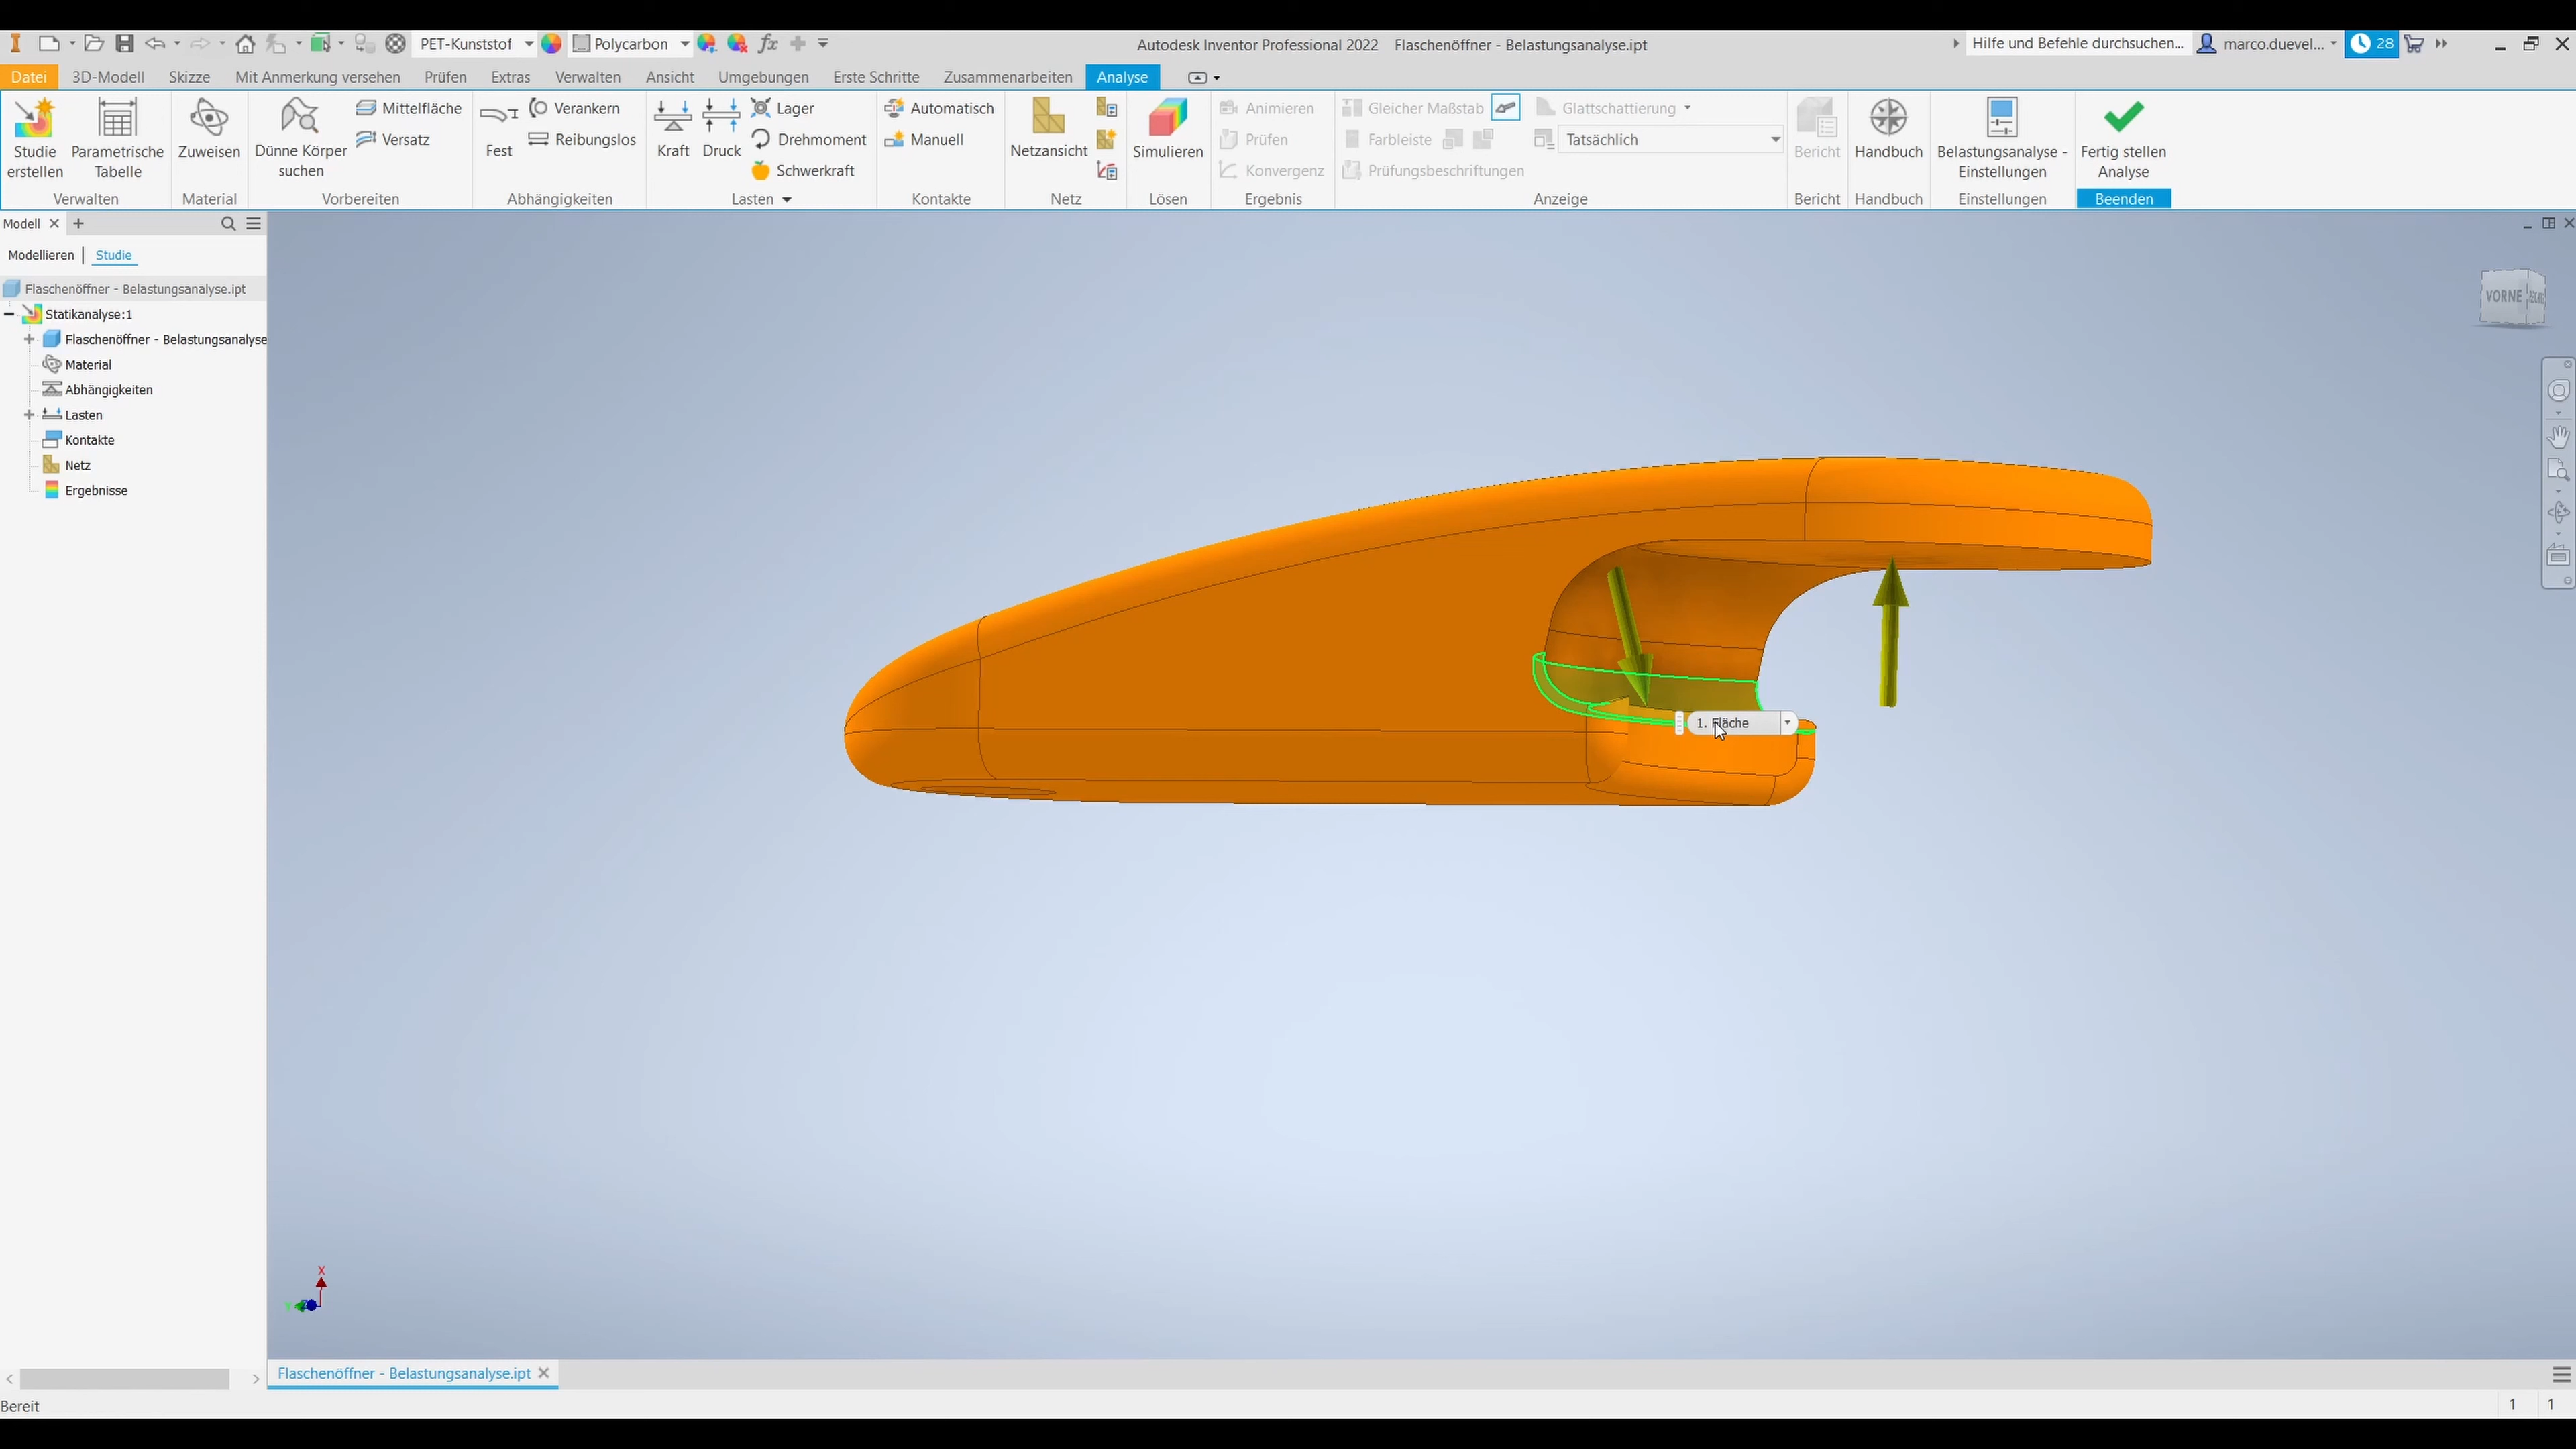 PET-Kunststof
Polycarbon
Autodesk Inventor Professional 2022 Flaschenöffner - Belastungsanalyse.ipt
Hilfe und Befehle durchsuchen...
marco.duevel...
28
Datei 3D-Modell Skizze Mit Anmerkung versehen Prüfen Extras Verwalten Ansicht Umgebungen Erste Schritte Zusammenarbeiten Analyse
Studie erstellen
Parametrische Tabelle
Verwalten
Zuweisen
Material
Dünne Körper suchen
Mittelfläche
Versatz
Vorbereiten
Fest
Verankern
Reibungslos
Abhängigkeiten
Kraft
Druck
Lager
Drehmoment
Schwerkraft
Lasten
Automatisch
Manuell
Kontakte
Netzansicht
Netz
Simulieren
Lösen
Animieren
Prüfen
Konvergenz
Ergebnis
Gleicher Maßstab
Farbleiste
Prüfungsbeschriftungen
Glattschattierung
Tatsächlich
Anzeige
Bericht
Bericht
Handbuch
Handbuch
Belastungsanalyse - Einstellungen
Einstellungen
Fertig stellen Analyse
Beenden
Modell
Modellieren Studie
Flaschenöffner - Belastungsanalyse.ipt
Statikanalyse:1
Flaschenöffner - Belastungsanalyse
Material
Abhängigkeiten
Lasten
Kontakte
Netz
Ergebnisse
VORNE
1. Fläche
X
Y
Flaschenöffner - Belastungsanalyse.ipt
Bereit
1 1